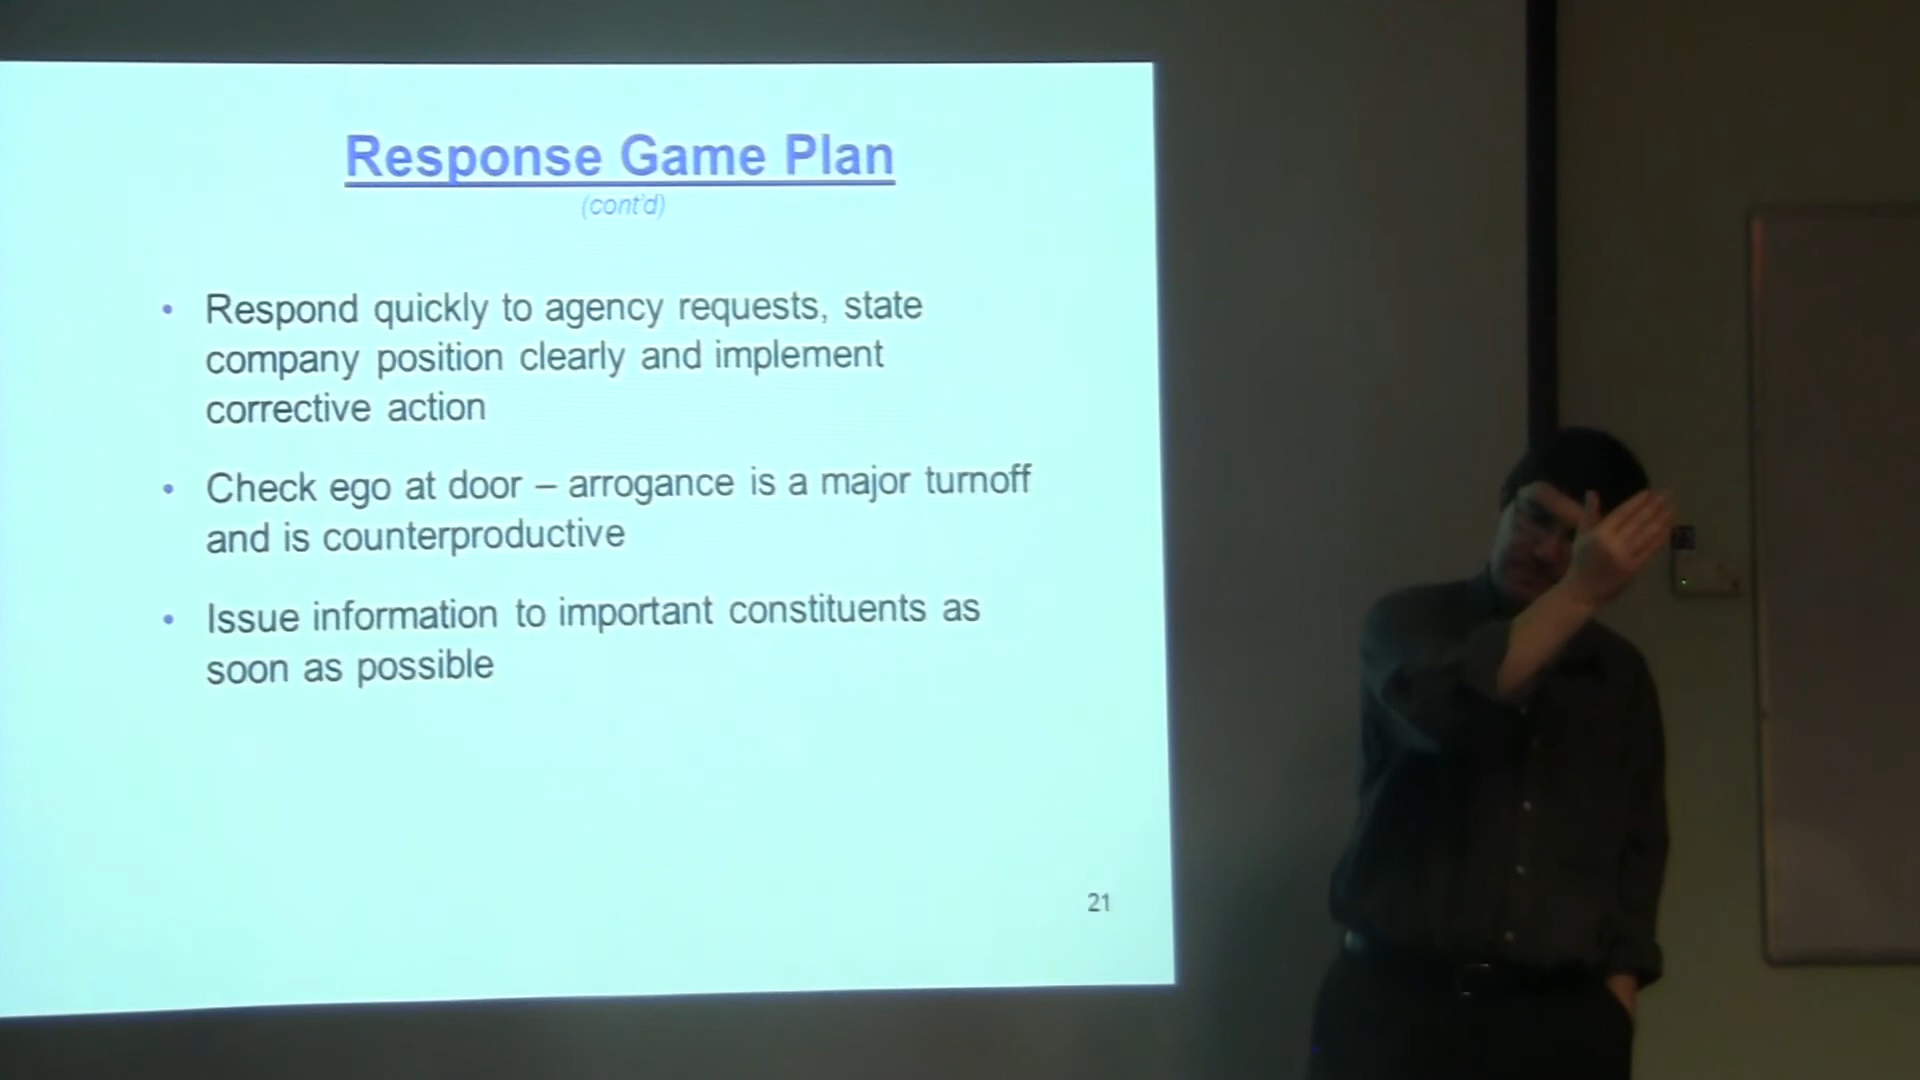 Response Game Plan
(cont'd)
• Respond quickly to agency requests, state
company position clearly and implement
corrective action
• Check ego at door – arrogance is a major turnoff
and is counterproductive
• Issue information to important constituents as
soon as possible
21